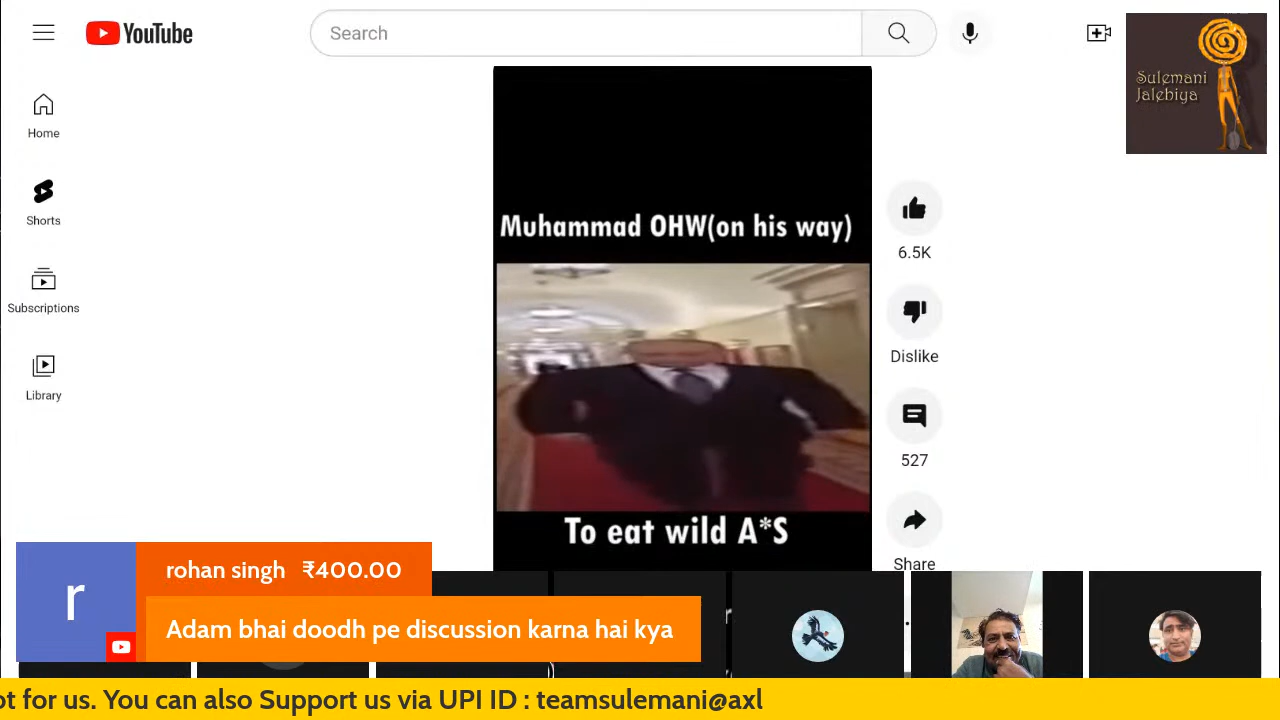 YouTube
Search
Sulemani
Jalebiya
Home
Shorts
Subscriptions
Library
Muhammad OHW(on his way)
To eat wild A*S
6.5K
Dislike
527
Share
r
rohan singh ₹400.00
Adam bhai doodh pe discussion karna hai kya
ot for us. You can also Support us via UPI ID : teamsulemani@axl